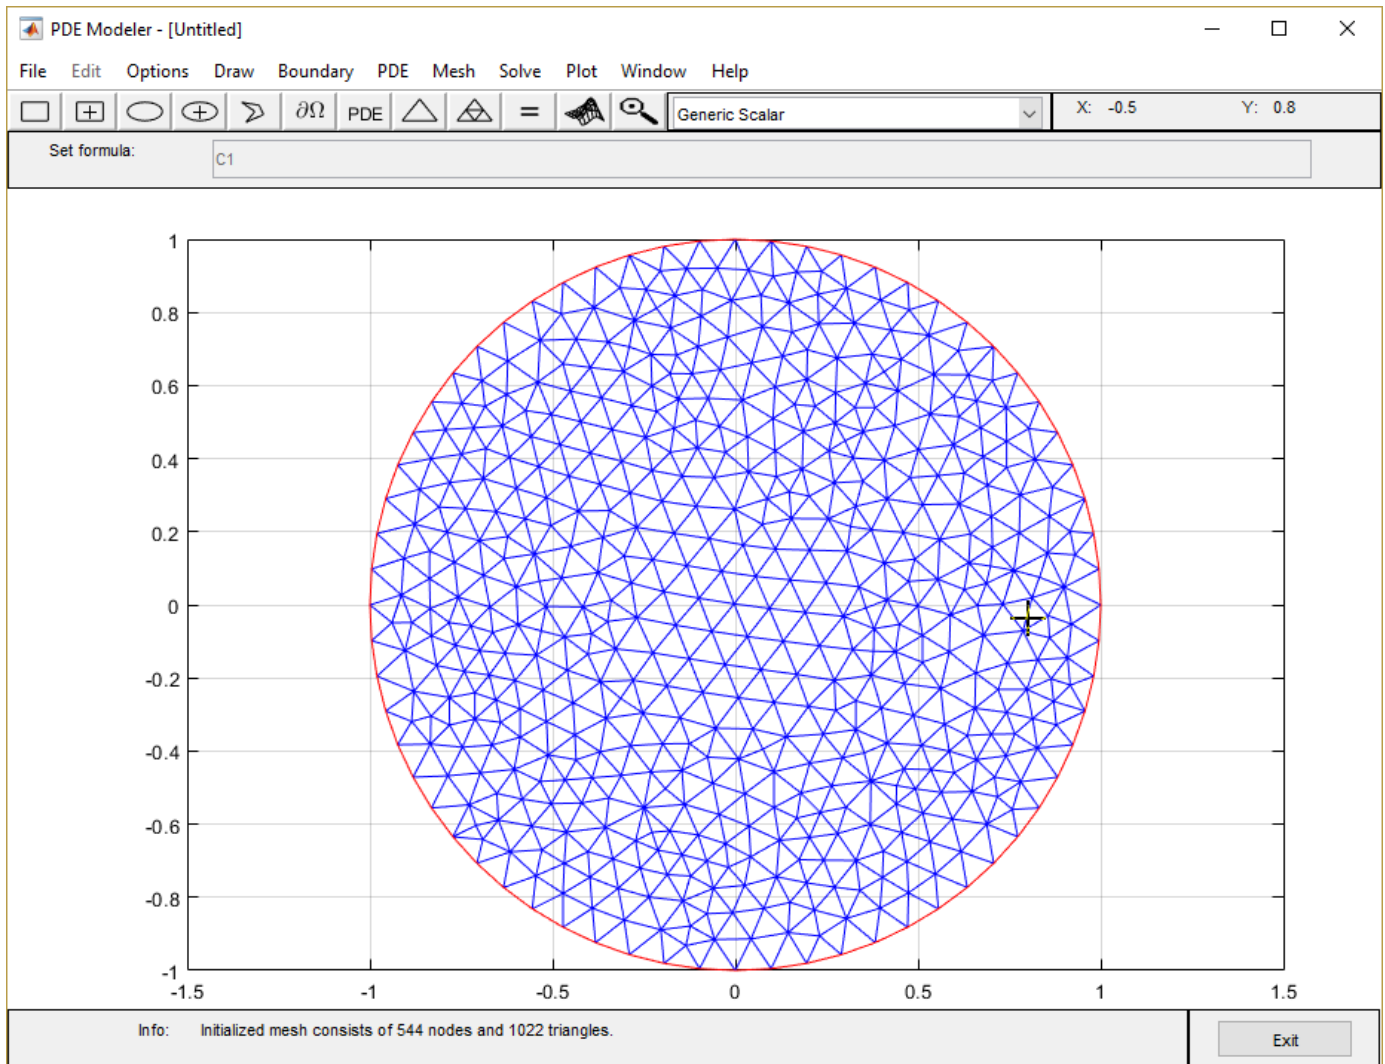 PDE Modeler - [Untitled]
File Edit Options Draw Boundary PDE Mesh Solve Plot Window Help
∂Ω PDE = Generic Scalar X: -0.5 Y: 0.8
Set formula: C1
1
0.8
0.6
0.4
0.2
0
-0.2
-0.4
-0.6
-0.8
-1
-1.5 -1 -0.5 0 0.5 1 1.5
Info: Initialized mesh consists of 544 nodes and 1022 triangles.
Exit